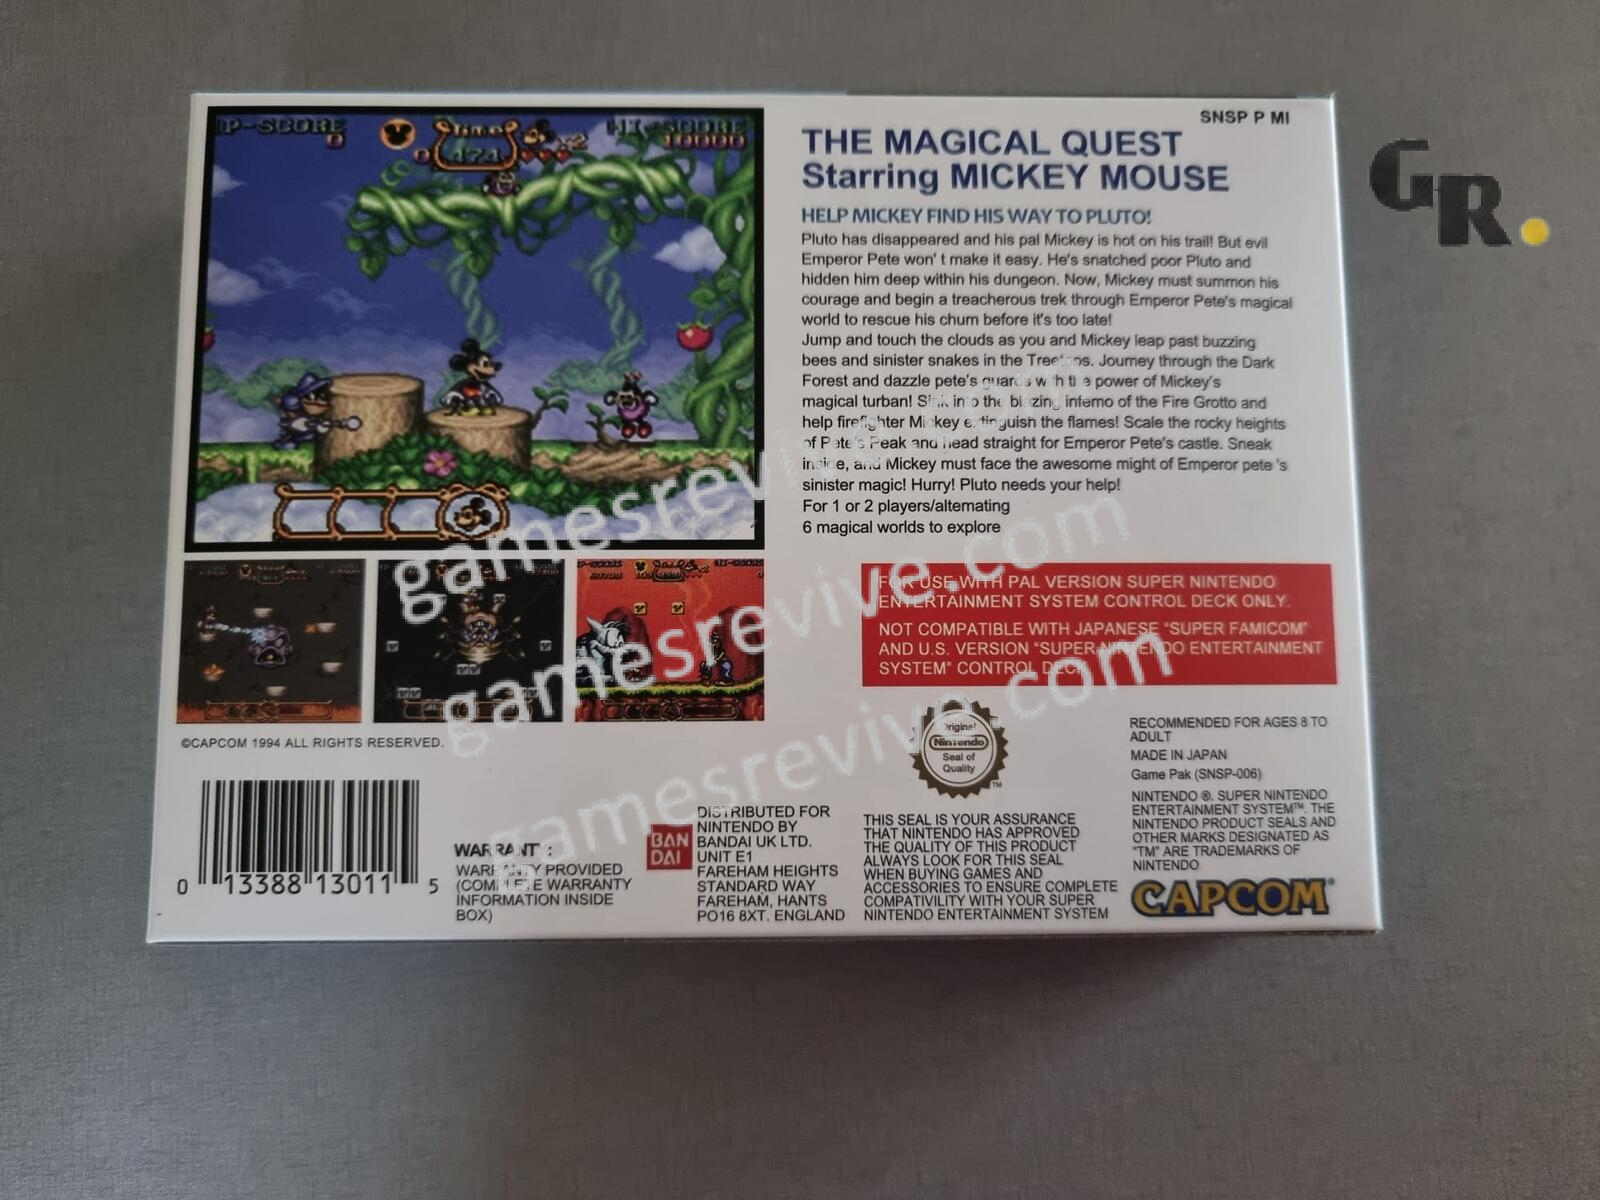 P-SCORE
0
0
Time
474
x2
HI-SCORE
10000
SNSP P MI
THE MAGICAL QUEST
Starring MICKEY MOUSE
HELP MICKEY FIND HIS WAY TO PLUTO!
Pluto has disappeared and his pal Mickey is hot on his trail! But evil
Emperor Pete won' t make it easy. He's snatched poor Pluto and
hidden him deep within his dungeon. Now, Mickey must summon his
courage and begin a treacherous trek through Emperor Pete's magical
world to rescue his chum before it's too late!
Jump and touch the clouds as you and Mickey leap past buzzing
bees and sinister snakes in the Treetops. Journey through the Dark
Forest and dazzle pete's guards with the power of Mickey's
magical turban! Sink into the blazing inferno of the Fire Grotto and
help firefighter Mickey extinguish the flames! Scale the rocky heights
of Pete's Peak and head straight for Emperor Pete's castle. Sneak
inside, and Mickey must face the awesome might of Emperor pete 's
sinister magic! Hurry! Pluto needs your help!
For 1 or 2 players/alternating
6 magical worlds to explore
FOR USE WITH PAL VERSION SUPER NINTENDO
ENTERTAINMENT SYSTEM CONTROL DECK ONLY.
NOT COMPATIBLE WITH JAPANESE "SUPER FAMICOM"
AND U.S. VERSION "SUPER NINTENDO ENTERTAINMENT
SYSTEM" CONTROL DECK
©CAPCOM 1994 ALL RIGHTS RESERVED.
0 13388 13011 5
WARRANTY:
WARRANTY PROVIDED
(COMPLETE WARRANTY
INFORMATION INSIDE
BOX)
BAN
DAI
DISTRIBUTED FOR
NINTENDO BY
BANDAI UK LTD.
UNIT E1
FAREHAM HEIGHTS
STANDARD WAY
FAREHAM, HANTS
PO16 8XT. ENGLAND
Original
Nintendo
Seal of
Quality
TM
THIS SEAL IS YOUR ASSURANCE
THAT NINTENDO HAS APPROVED
THE QUALITY OF THIS PRODUCT
ALWAYS LOOK FOR THIS SEAL
WHEN BUYING GAMES AND
ACCESSORIES TO ENSURE COMPLETE
COMPATIVILITY WITH YOUR SUPER
NINTENDO ENTERTAINMENT SYSTEM
RECOMMENDED FOR AGES 8 TO
ADULT
MADE IN JAPAN
Game Pak (SNSP-006)
NINTENDO ®. SUPER NINTENDO
ENTERTAINMENT SYSTEM™. THE
NINTENDO PRODUCT SEALS AND
OTHER MARKS DESIGNATED AS
"TM" ARE TRADEMARKS OF
NINTENDO
CAPCOM®
GR.
gamesrevive.com
gamesrevive.com
gamesrevive.com